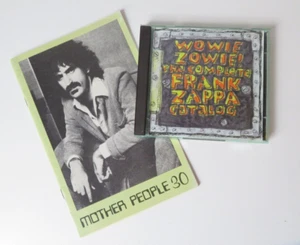 WOWIE
ZOWIE!
THE COMPLETE
FRANK
ZAPPA
CATALOG
MOTHER PEOPLE 30